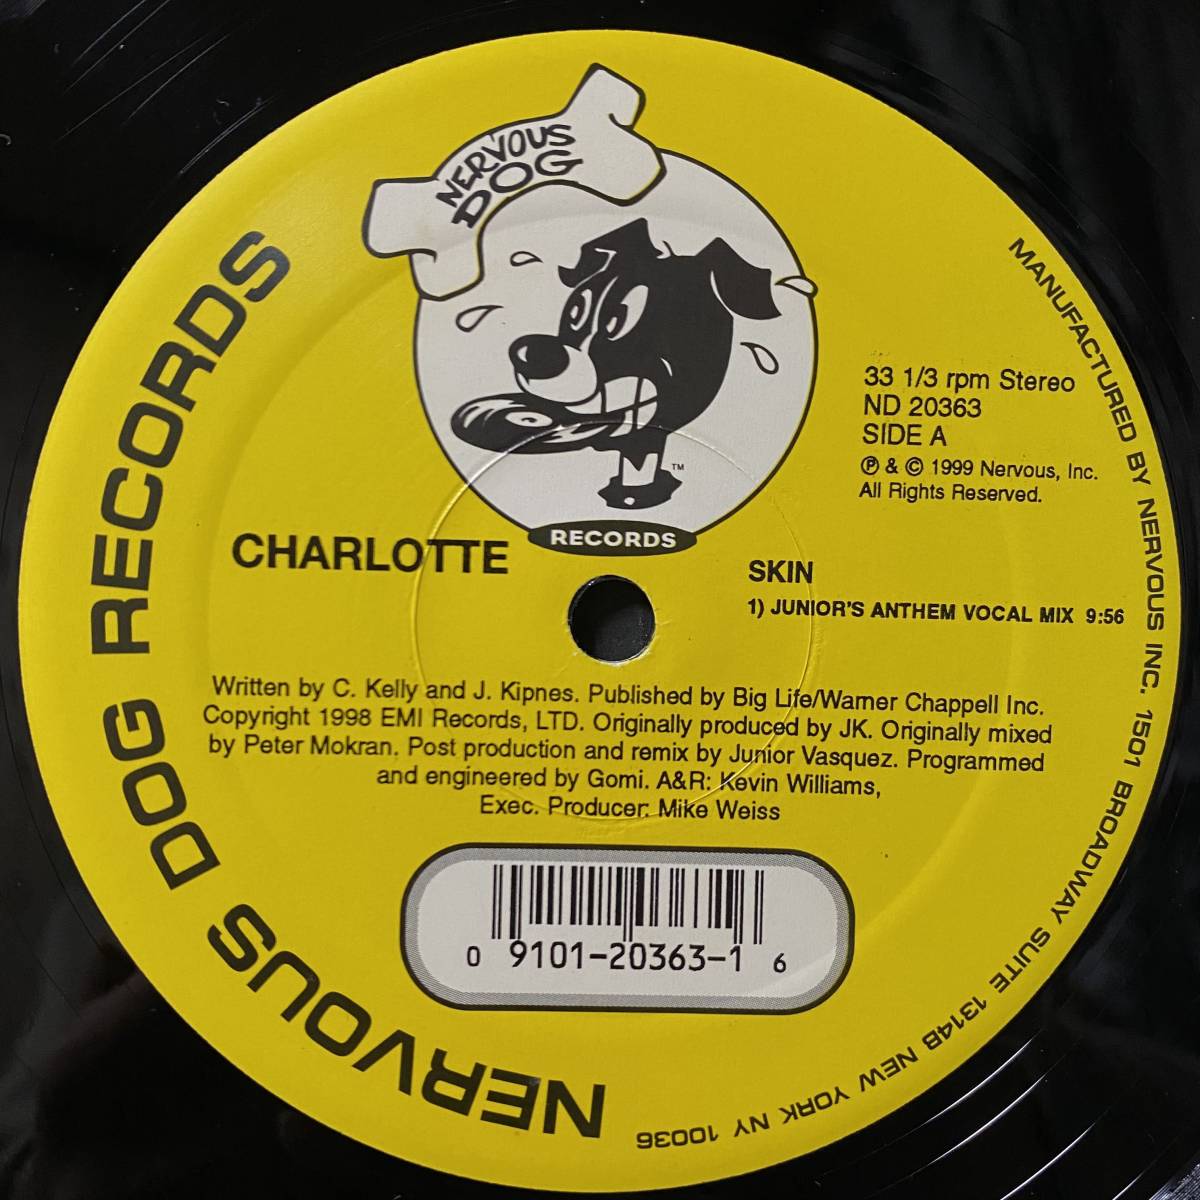 NERVOUS DOG RECORDS
NERVOUS
DOG
TM
RECORDS
MANUFACTURED BY NERVOUS INC. 1501 BROADWAY SUITE 1314B NEW YORK NY 10036
33 1/3 rpm Stereo
ND 20363
SIDE A
℗ & © 1999 Nervous, Inc.
All Rights Reserved.
CHARLOTTE
SKIN
1) JUNIOR'S ANTHEM VOCAL MIX 9:56
Written by C. Kelly and J. Kipnes. Published by Big Life/Warner Chappell Inc.
Copyright 1998 EMI Records, LTD. Originally produced by JK. Originally mixed
by Peter Mokran. Post production and remix by Junior Vasquez. Programmed
and engineered by Gomi. A&R: Kevin Williams,
Exec. Producer: Mike Weiss
0 9101-20363-1 6